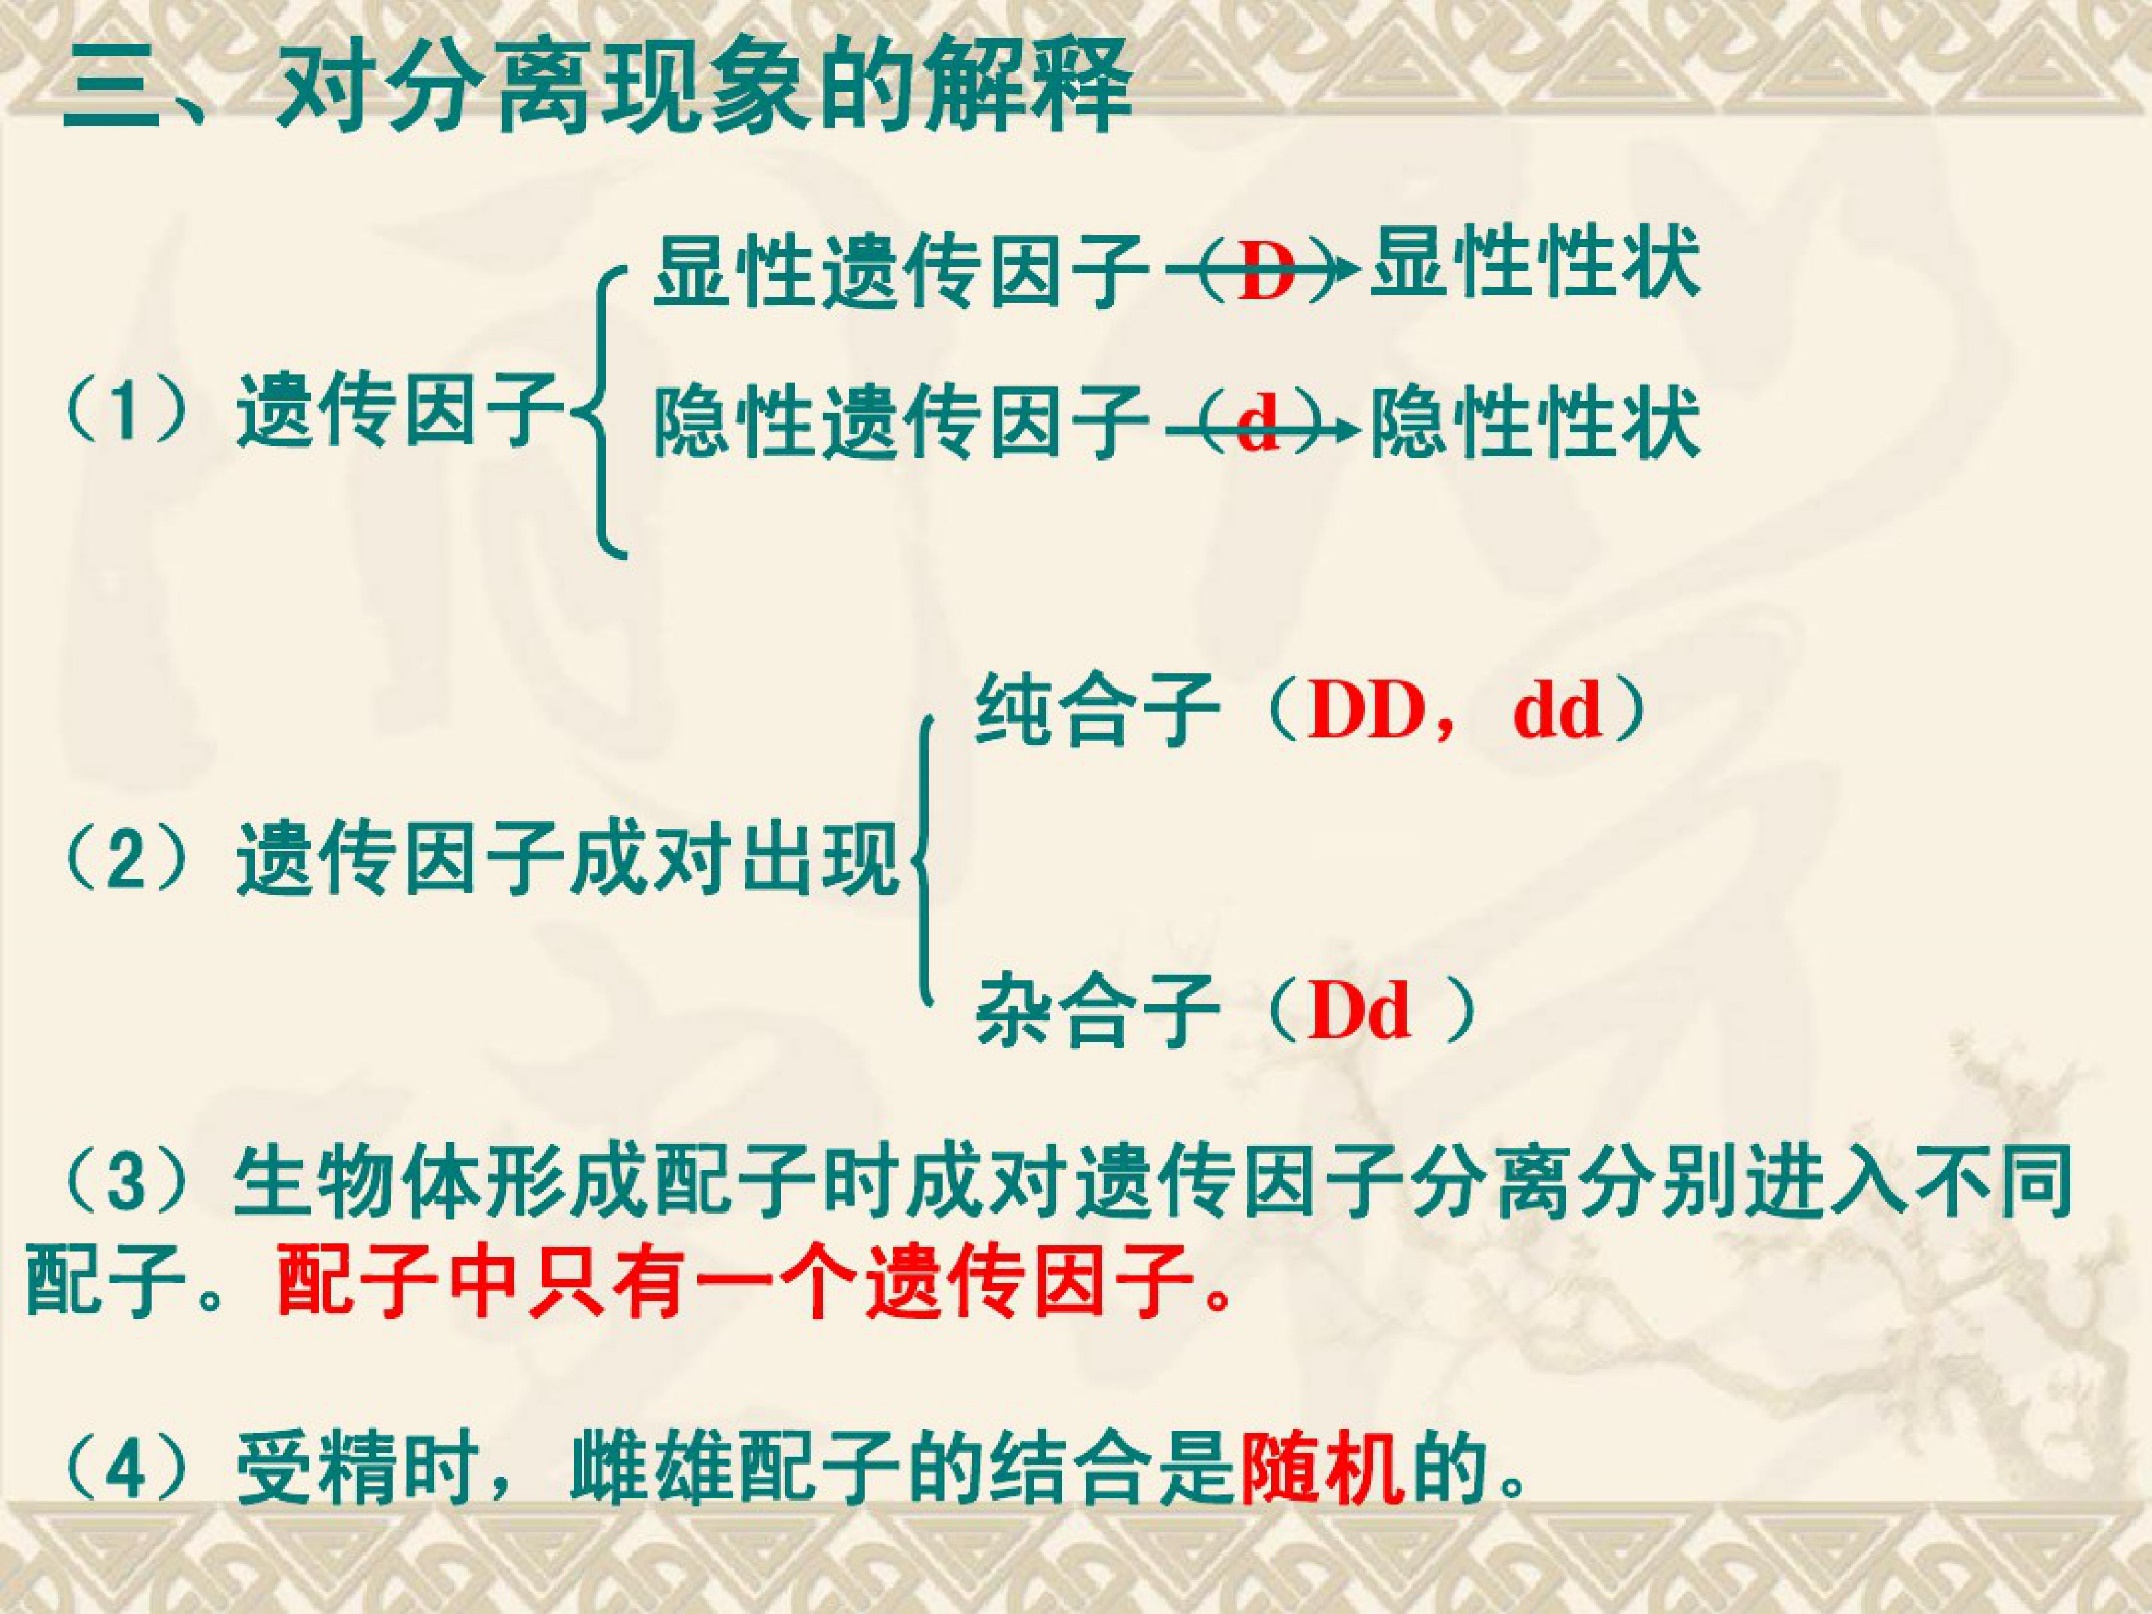 三、对分离现象的解释
显性遗传因子（D）→显性性状
（1）遗传因子
隐性遗传因子（d）→隐性性状
纯合子（DD，dd）
（2）遗传因子成对出现
杂合子（Dd ）
（3）生物体形成配子时成对遗传因子分离分别进入不同
配子。配子中只有一个遗传因子。
（4）受精时，雌雄配子的结合是随机的。